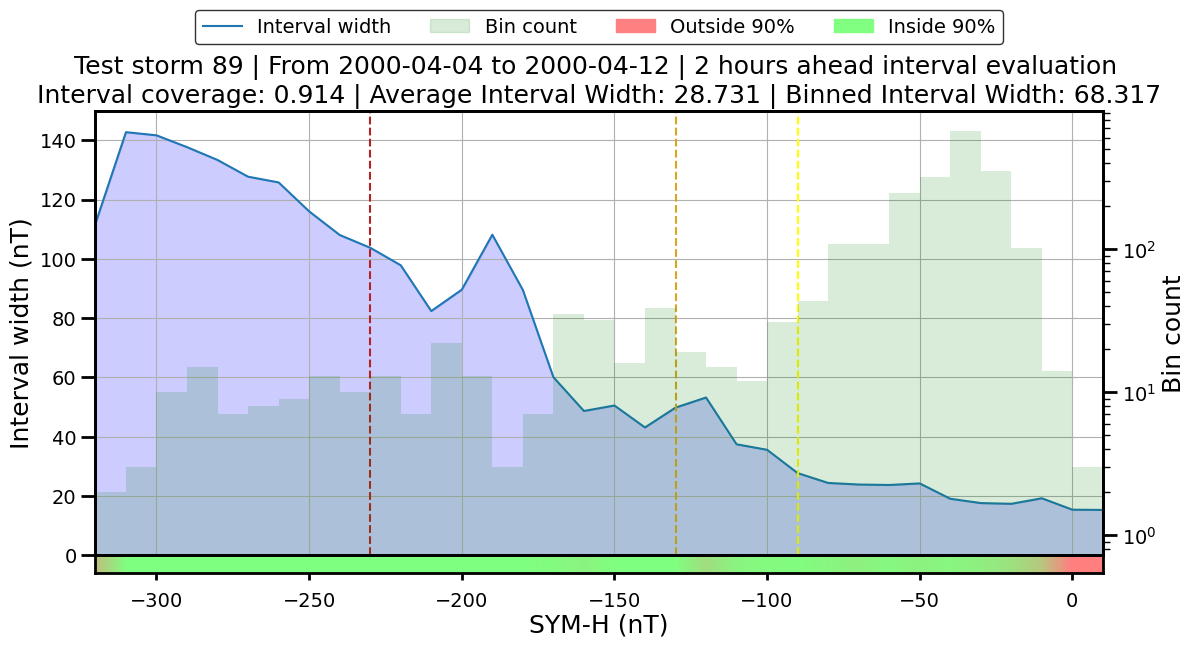 Interval width Bin count Outside 90% Inside 90%
Test storm 89 | From 2000-04-04 to 2000-04-12 | 2 hours ahead interval evaluation
Interval coverage: 0.914 | Average Interval Width: 28.731 | Binned Interval Width: 68.317
Interval width (nT)
140
120
100
80
60
40
20
0
−300 −250 −200 −150 −100 −50 0
SYM-H (nT)
10²
10¹
10⁰
Bin count